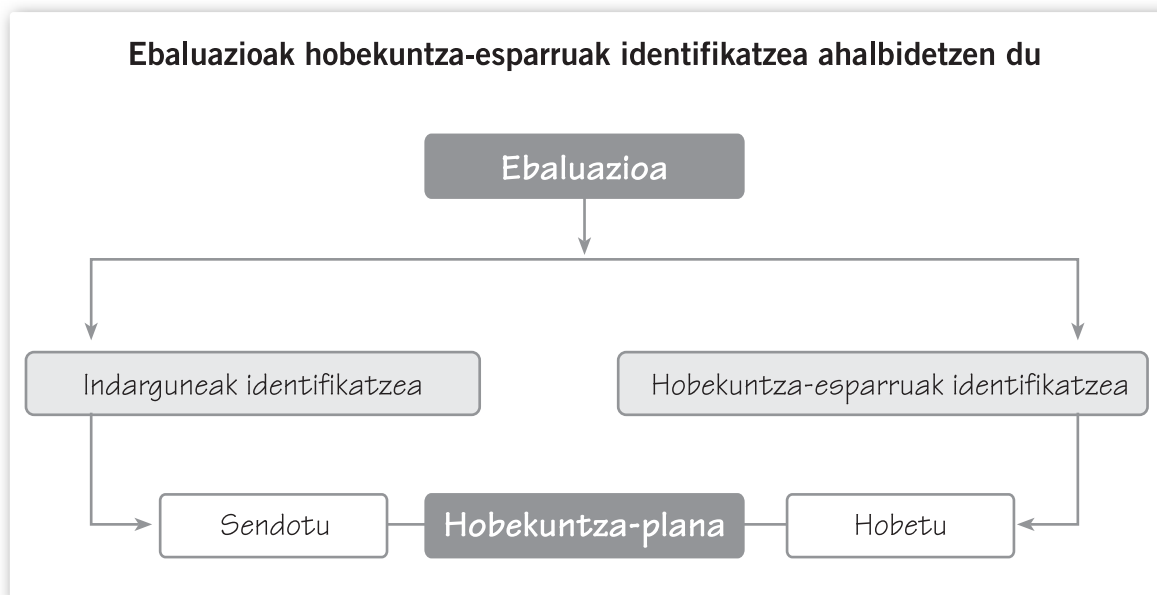 Ebaluazioak hobekuntza-esparruak identifikatzea ahalbidetzen du
Ebaluazioa
Indarguneak identifikatzea
Hobekuntza-esparruak identifikatzea
Sendotu
Hobekuntza-plana
Hobetu